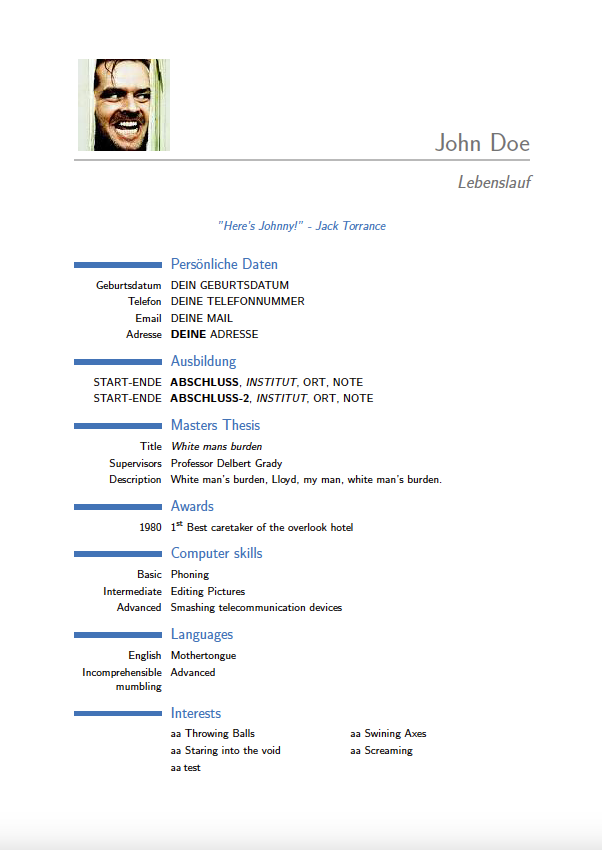 John Doe
Lebenslauf
"Here's Johnny!" - Jack Torrance
Persönliche Daten
Geburtsdatum DEIN GEBURTSDATUM
Telefon DEINE TELEFONNUMMER
Email DEINE MAIL
Adresse DEINE ADRESSE
Ausbildung
START-ENDE ABSCHLUSS, INSTITUT, ORT, NOTE
START-ENDE ABSCHLUSS-2, INSTITUT, ORT, NOTE
Masters Thesis
Title White mans burden
Supervisors Professor Delbert Grady
Description White man's burden, Lloyd, my man, white man's burden.
Awards
1980 1st Best caretaker of the overlook hotel
Computer skills
Basic Phoning
Intermediate Editing Pictures
Advanced Smashing telecommunication devices
Languages
English Mothertongue
Incomprehensible Advanced
mumbling
Interests
aa Throwing Balls aa Swining Axes
aa Staring into the void aa Screaming
aa test